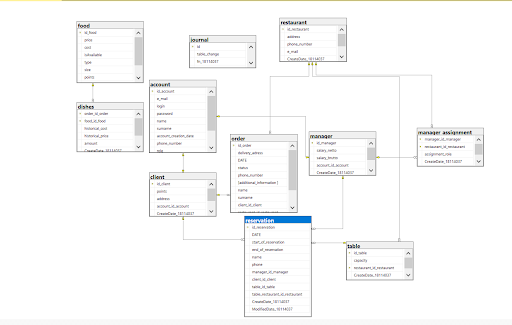 food
id_food
price
cost
isAvailable
type
size
points
journal
id
table_change
fn_18114037
restaurant
id_restaurant
address
phone_number
e_mail
CreateDate_18114037
account
id_account
e_mail
login
password
name
surname
account_creation_date
phone_number
role
dishes
order_id_order
food_id_food
historical_cost
historical_price
amount
CreateDate_18114037
order
id_order
delivery_adress
DATE
status
phone_number
[additional_information]
name
surname
client_id_client
manager
id_manager
salary_netto
salary_brutto
account_id_account
CreateDate_18114037
manager_assignment
manager_id_manager
restaurant_id_restaurant
assignment_date
CreateDate_18114037
client
id_client
points
address
account_id_account
CreateDate_18114037
reservation
id_reservation
DATE
start_of_reservation
end_of_reservation
name
phone
manager_id_manager
client_id_client
table_id_table
table_restaurant_id_restaurant
CreateDate_18114037
ModifiedDate_18114037
table
id_table
capacity
restaurant_id_restaurant
CreateDate_18114037